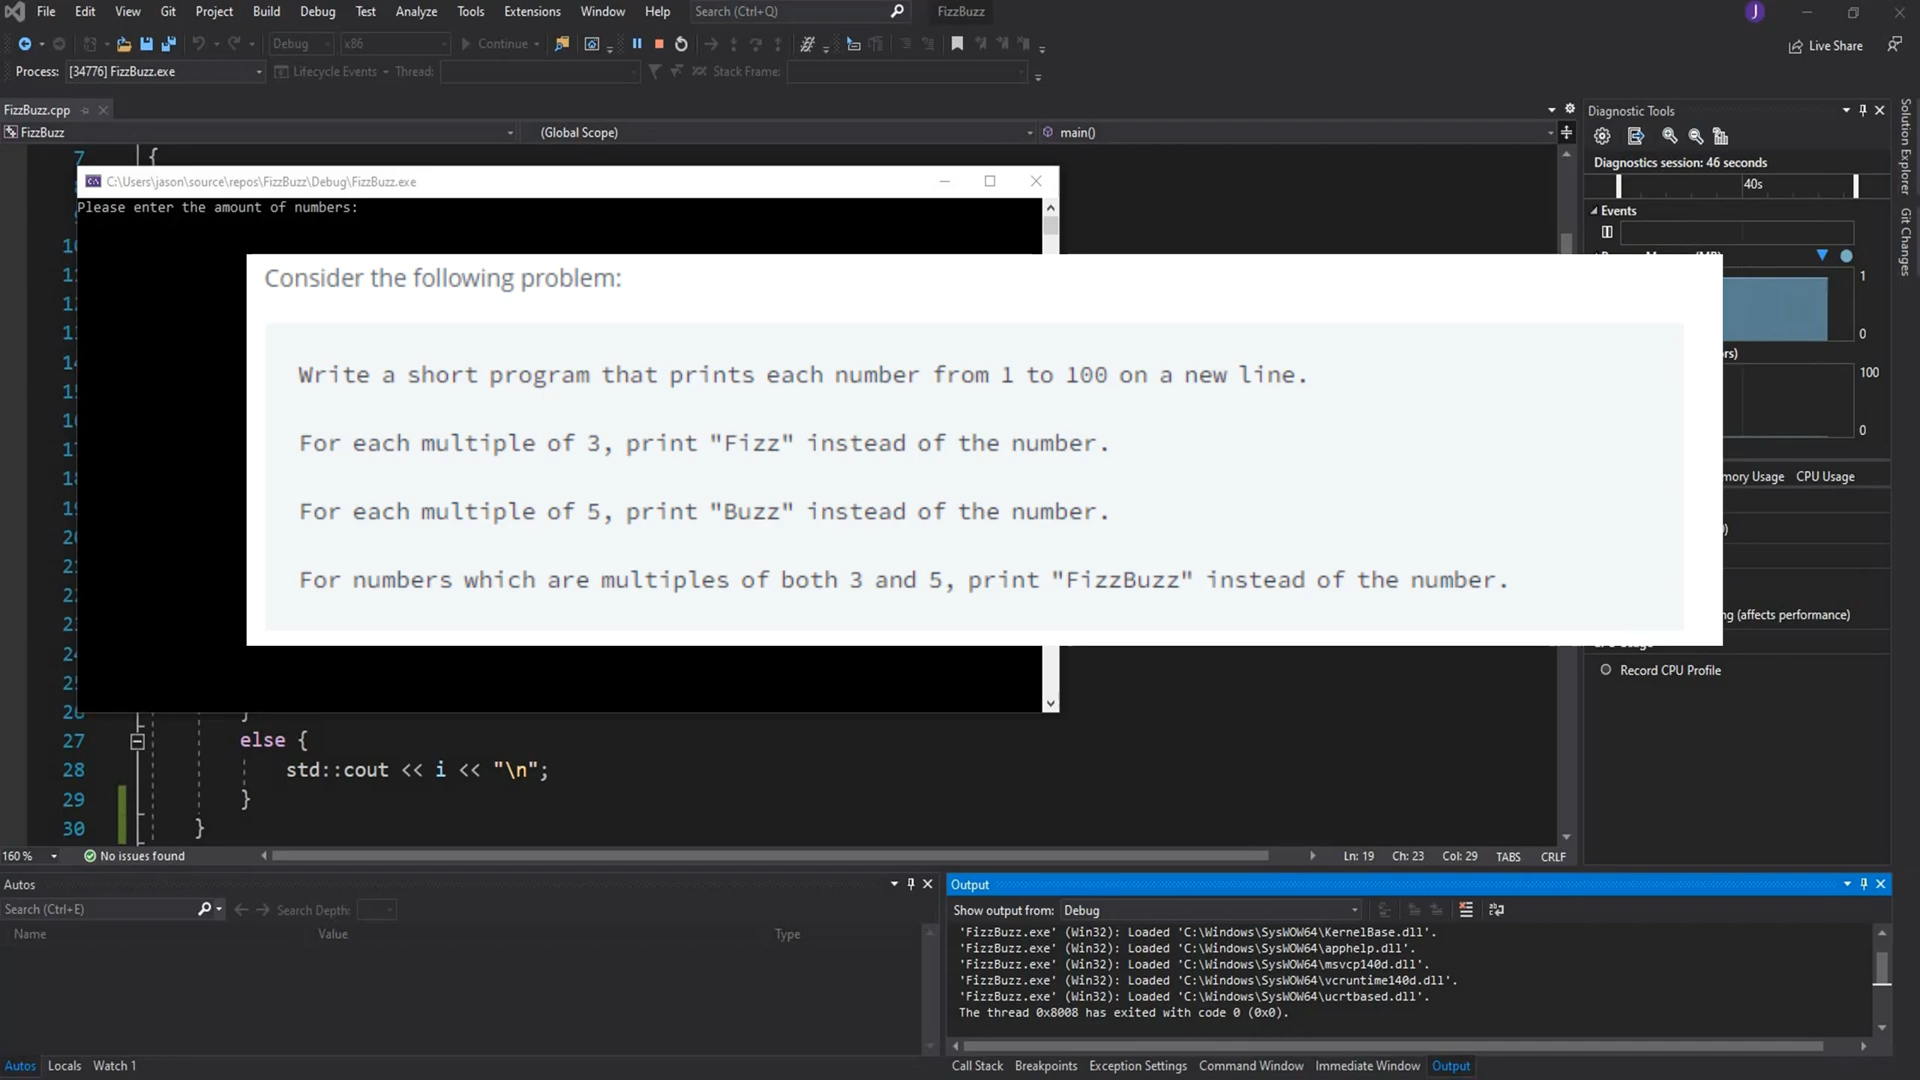 File Edit View Git Project Build Debug Test Analyze Tools Extensions Window Help Search (Ctrl+Q) FizzBuzz J
Debug x86 Continue Live Share
Process: [34776] FizzBuzz.exe Lifecycle Events Thread: Stack Frame:
FizzBuzz.cpp
FizzBuzz (Global Scope) main()
7 {
C:\Users\jason\source\repos\FizzBuzz\Debug\FizzBuzz.exe
Please enter the amount of numbers:
Consider the following problem:
Write a short program that prints each number from 1 to 100 on a new line.
For each multiple of 3, print "Fizz" instead of the number.
For each multiple of 5, print "Buzz" instead of the number.
For numbers which are multiples of both 3 and 5, print "FizzBuzz" instead of the number.
26 }
27 else {
28 std::cout << i << "\n";
29 }
30 }
160 % No issues found Ln: 19 Ch: 23 Col: 29 TABS CRLF
Diagnostic Tools
Diagnostics session: 46 seconds
40s
Events
1
0
100
0
CPU Usage
(affects performance)
Record CPU Profile
Solution Explorer
Git Changes
Autos
Search (Ctrl+E) Search Depth:
Name Value Type
Autos Locals Watch 1
Output
Show output from: Debug
'FizzBuzz.exe' (Win32): Loaded 'C:\Windows\SysWOW64\KernelBase.dll'.
'FizzBuzz.exe' (Win32): Loaded 'C:\Windows\SysWOW64\apphelp.dll'.
'FizzBuzz.exe' (Win32): Loaded 'C:\Windows\SysWOW64\msvcp140d.dll'.
'FizzBuzz.exe' (Win32): Loaded 'C:\Windows\SysWOW64\vcruntime140d.dll'.
'FizzBuzz.exe' (Win32): Loaded 'C:\Windows\SysWOW64\ucrtbased.dll'.
The thread 0x8008 has exited with code 0 (0x0).
Call Stack Breakpoints Exception Settings Command Window Immediate Window Output